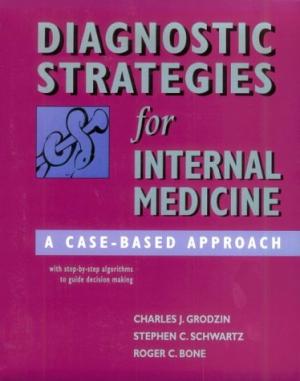 DIAGNOSTIC
STRATEGIES
for
INTERNAL
MEDICINE
A CASE-BASED APPROACH
with step-by-step algorithms
to guide decision making
CHARLES J. GRODZIN
STEPHEN C. SCHWARTZ
ROGER C. BONE